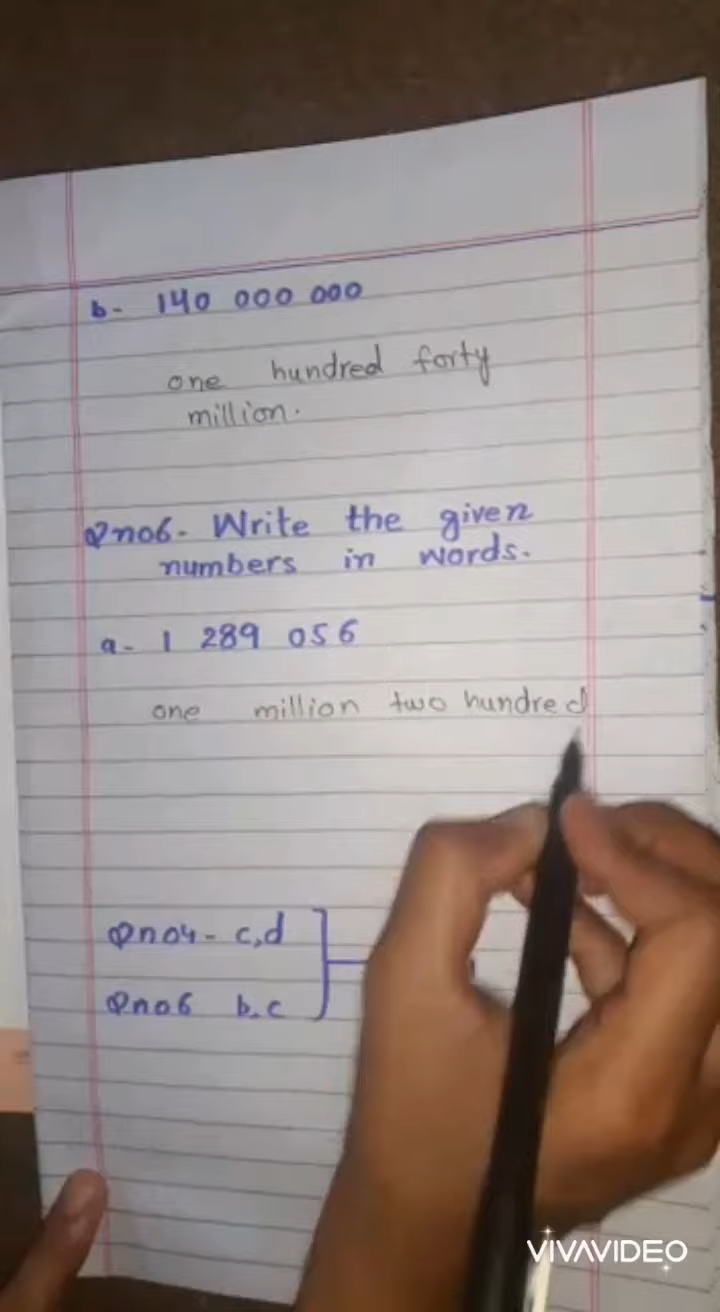 b- 140 000 000
one hundred forty
million.
Qno6- Write the given
numbers in words.
a- 1 289 056
one million two hundred
Qno4- c,d
Qno6 b,c
VIVAVIDEO